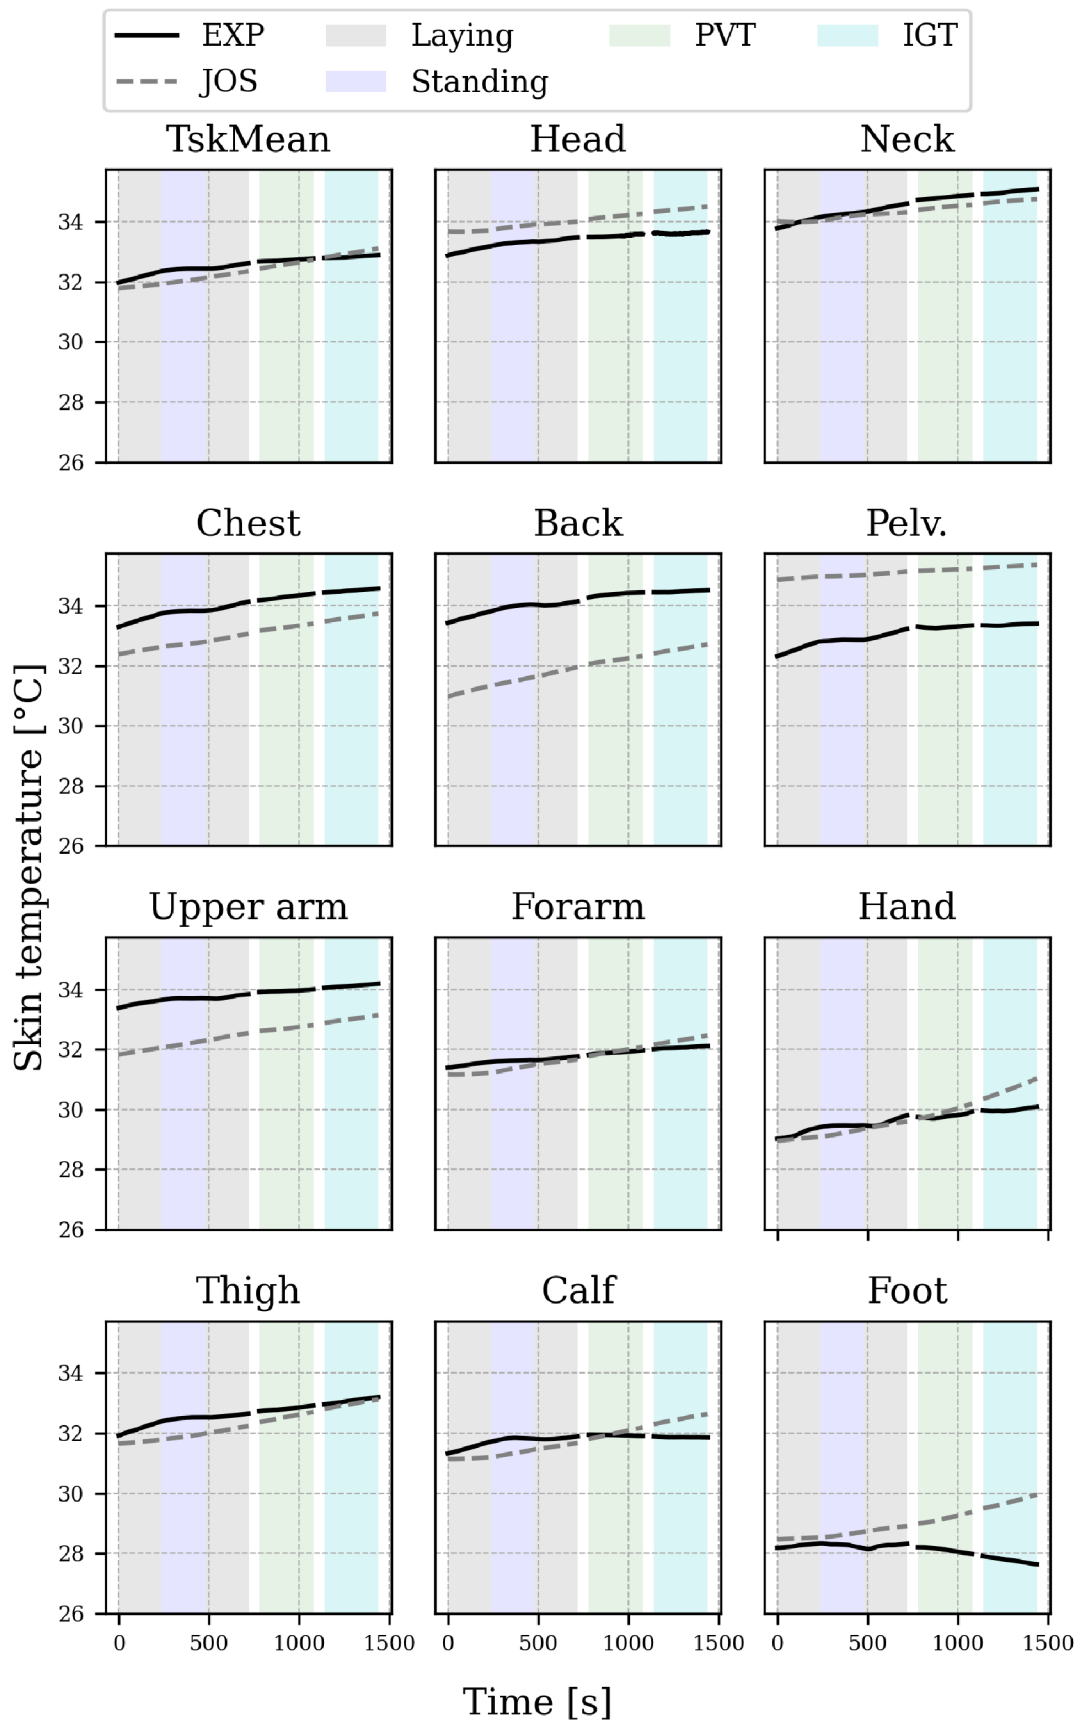 EXP Laying PVT IGT
JOS Standing
TskMean Head Neck
34
32
30
28
26
Chest Back Pelv.
34
32
30
28
26
Upper arm Forarm Hand
34
32
30
28
26
Thigh Calf Foot
34
32
30
28
26
0 500 1000 1500 0 500 1000 1500 0 500 1000 1500
Skin temperature [°C]
Time [s]